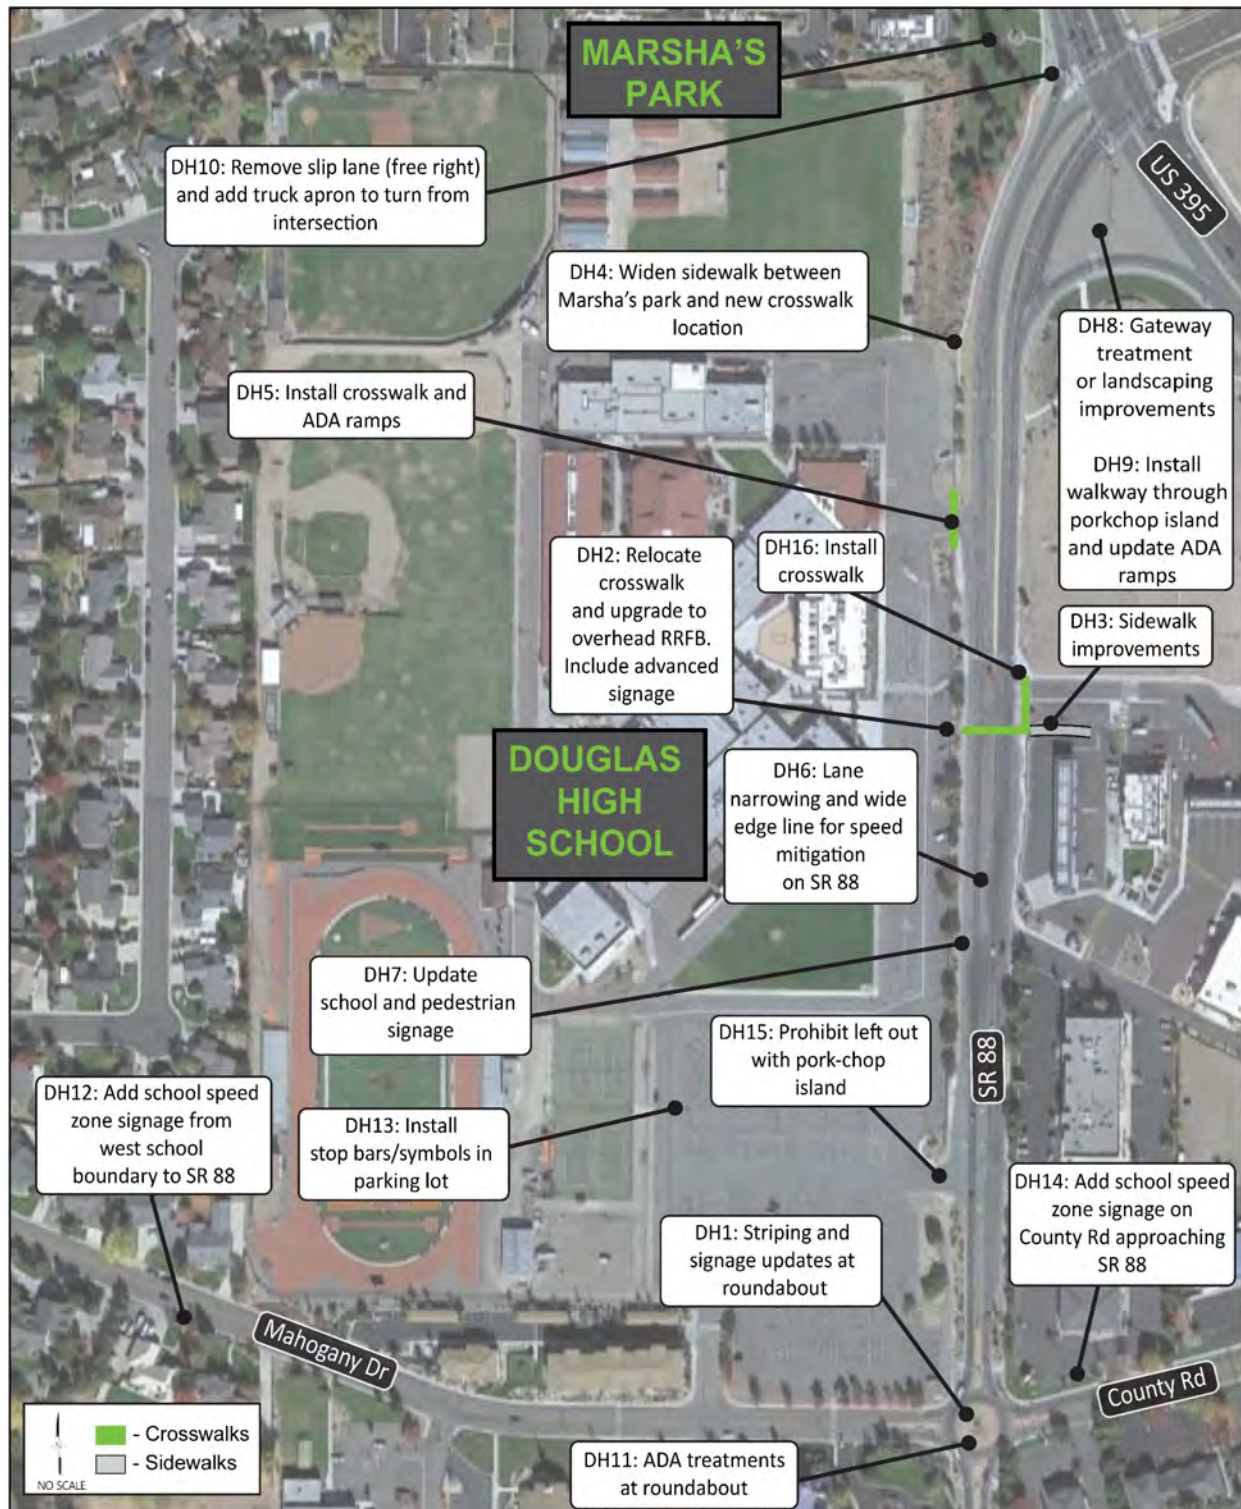 MARSHA'S
PARK
DH10: Remove slip lane (free right)
and add truck apron to turn from
intersection
US 395
DH4: Widen sidewalk between
Marsha's park and new crosswalk
location
DH8: Gateway
treatment
or landscaping
improvements
DH9: Install
walkway through
porkchop island
and update ADA
ramps
DH5: Install crosswalk and
ADA ramps
DH2: Relocate
crosswalk
and upgrade to
overhead RRFB.
Include advanced
signage
DH16: Install
crosswalk
DH3: Sidewalk
improvements
DOUGLAS
HIGH
SCHOOL
DH6: Lane
narrowing and wide
edge line for speed
mitigation
on SR 88
DH7: Update
school and pedestrian
signage
DH15: Prohibit left out
with pork-chop
island
SR 88
DH12: Add school speed
zone signage from
west school
boundary to SR 88
DH13: Install
stop bars/symbols in
parking lot
DH14: Add school speed
zone signage on
County Rd approaching
SR 88
DH1: Striping and
signage updates at
roundabout
Mahogany Dr
County Rd
DH11: ADA treatments
at roundabout
N
NO SCALE
- Crosswalks
- Sidewalks